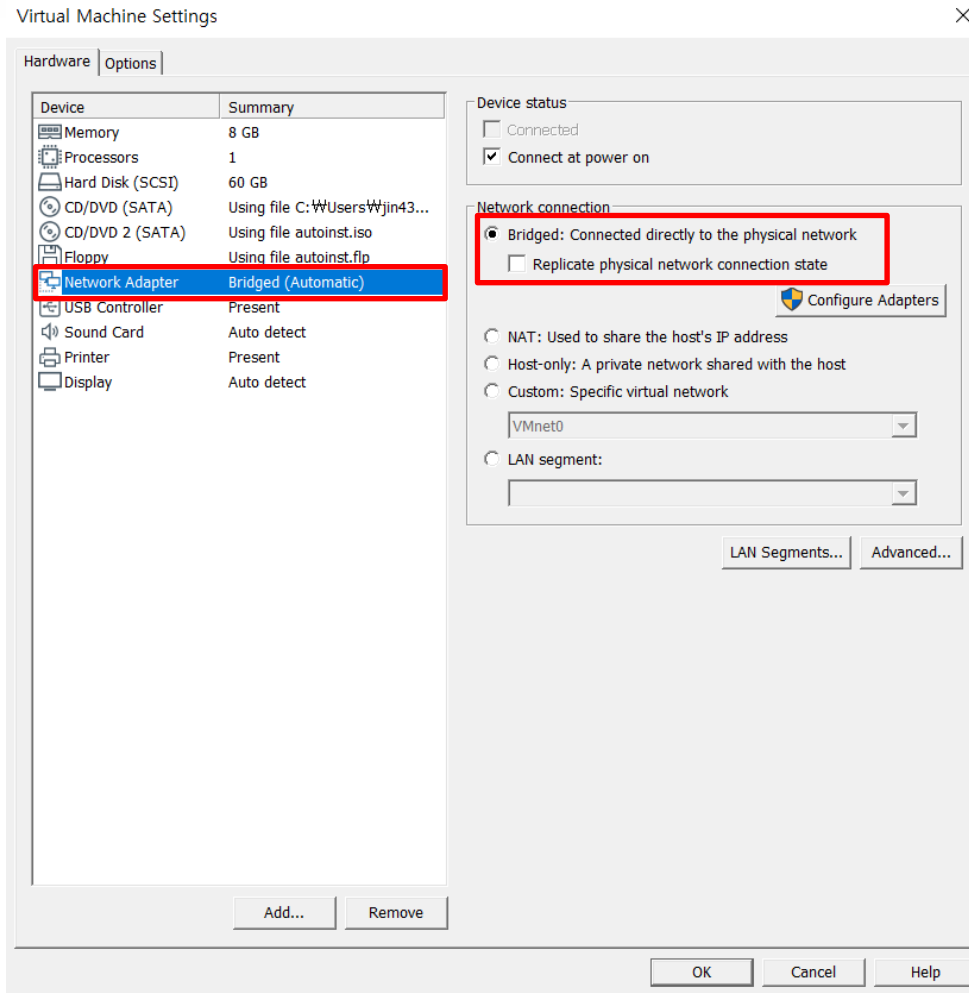 Virtual Machine Settings
Hardware Options
Device Summary
Memory 8 GB
Processors 1
Hard Disk (SCSI) 60 GB
CD/DVD (SATA) Using file C:₩Users₩jin43...
CD/DVD 2 (SATA) Using file autoinst.iso
Floppy Using file autoinst.flp
Network Adapter Bridged (Automatic)
USB Controller Present
Sound Card Auto detect
Printer Present
Display Auto detect
Add... Remove
Device status
Connected
Connect at power on
Network connection
Bridged: Connected directly to the physical network
Replicate physical network connection state
Configure Adapters
NAT: Used to share the host's IP address
Host-only: A private network shared with the host
Custom: Specific virtual network
VMnet0
LAN segment:
LAN Segments... Advanced...
OK Cancel Help